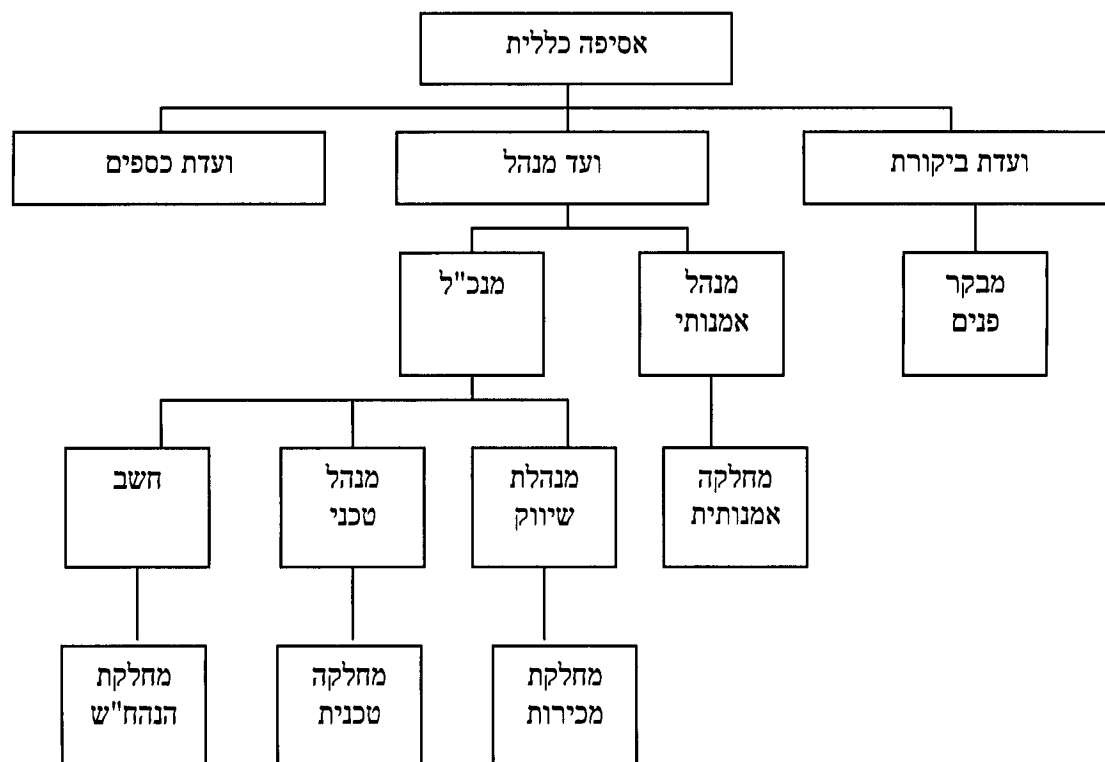 אסיפה כללית
ועדת ביקורת
ועד מנהל
ועדת כספים
מבקר
פנים
מנהל
אמנותי
מנכ"ל
מחלקה
אמנותית
מנהלת
שיווק
מנהל
טכני
חשב
מחלקת
מכירות
מחלקה
טכנית
מחלקת
הנהח"ש